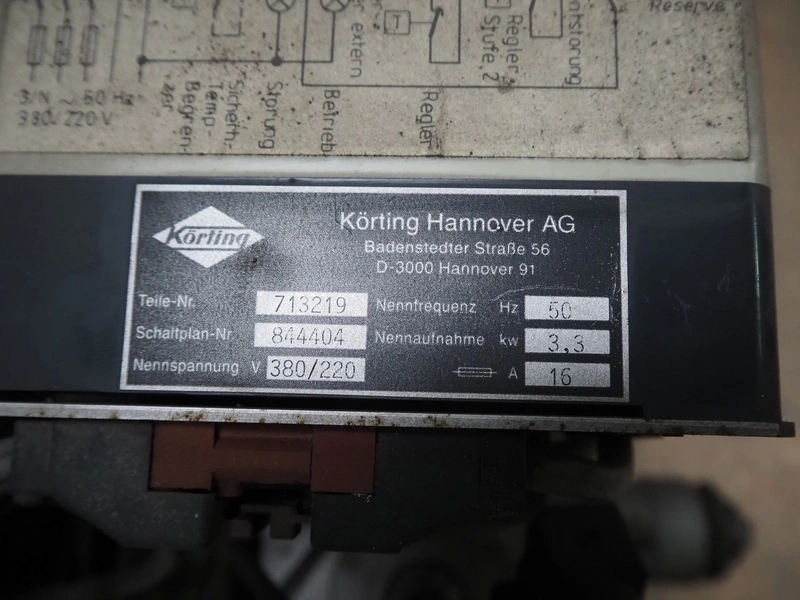 Reserve
extern
Regler
Stufe, 2
3/N ~ 50 Hz
380/220 V
Temp.-
Begren-
zer
Sicherh.-
Störung
Betrieb
Regler
Körting
Körting Hannover AG
Badenstedter Straße 56
D-3000 Hannover 91
Teile-Nr. 713219 Nennfrequenz Hz 50
Schaltplan-Nr 844404 Nennaufnahme kw 3,3
Nennspannung V 380/220 A 16